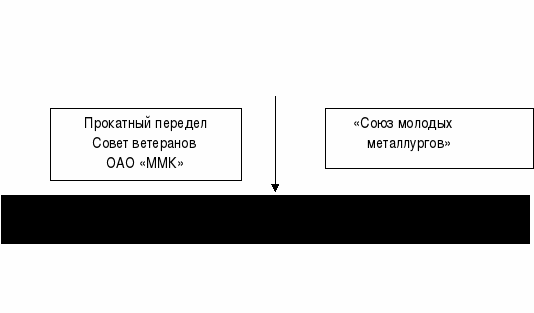 Прокатный передел
Совет ветеранов
ОАО «ММК»
«Союз молодых
металлургов»